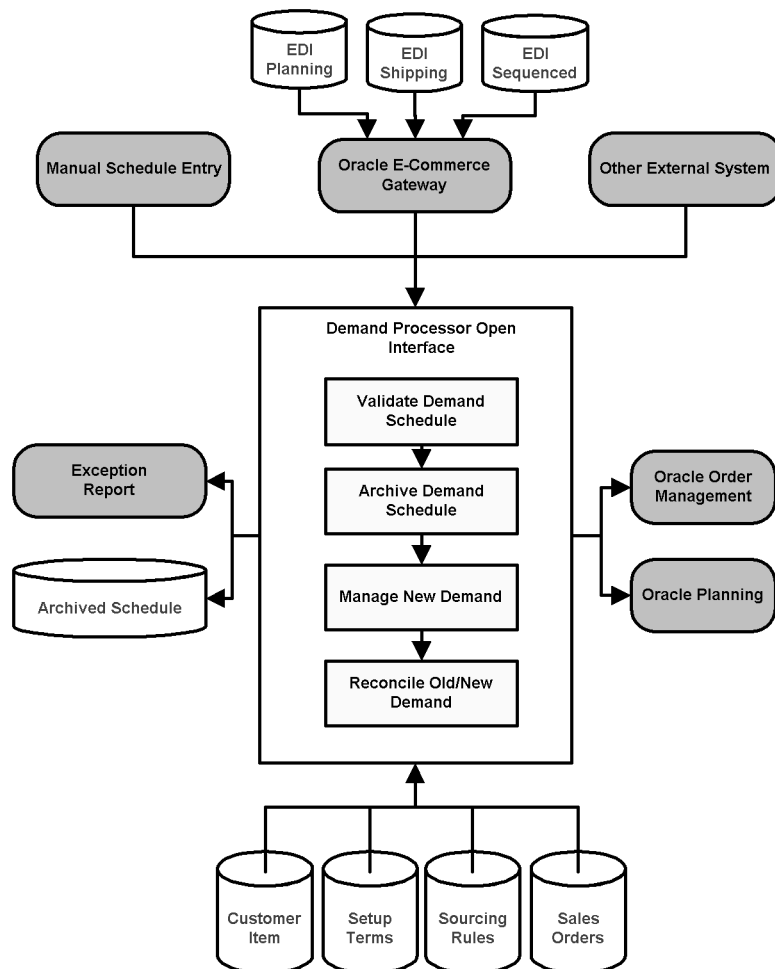 EDI
Planning
EDI
Shipping
EDI
Sequenced
Manual Schedule Entry
Oracle E-Commerce
Gateway
Other External System
Demand Processor Open
Interface
Validate Demand
Schedule
Exception
Report
Archive Demand
Schedule
Oracle Order
Management
Archived Schedule
Manage New Demand
Oracle Planning
Reconcile Old/New
Demand
Customer
Item
Setup
Terms
Sourcing
Rules
Sales
Orders